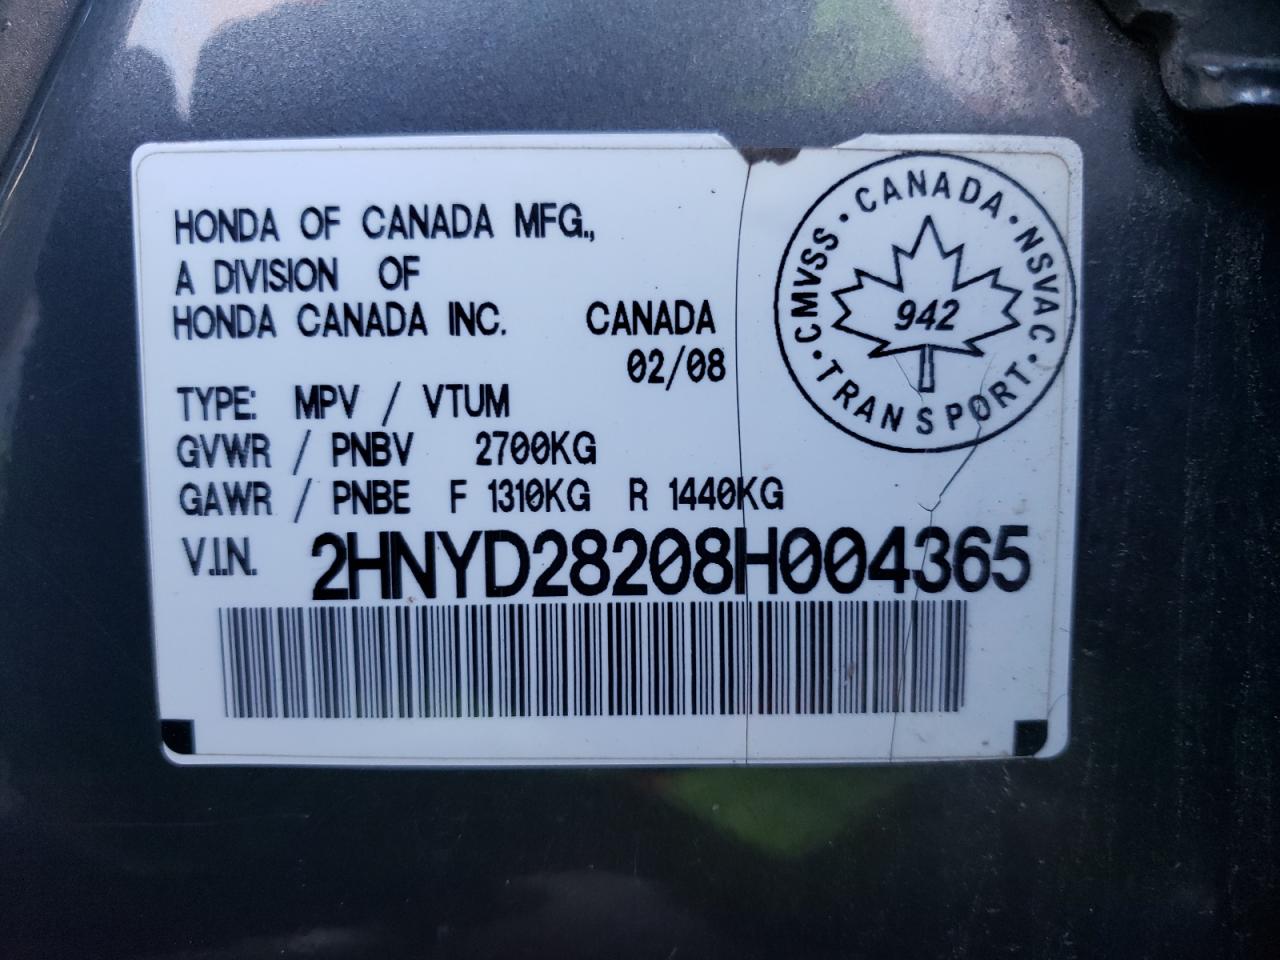 HONDA OF CANADA MFG.,
A DIVISION OF
HONDA CANADA INC. CANADA
02/08
TYPE: MPV / VTUM
GVWR / PNBV 2700KG
GAWR / PNBE F 1310KG R 1440KG
V.I.N. 2HNYD28208H004365
CMVSS · CANADA · NSVAC · TRANSPORT ·
942